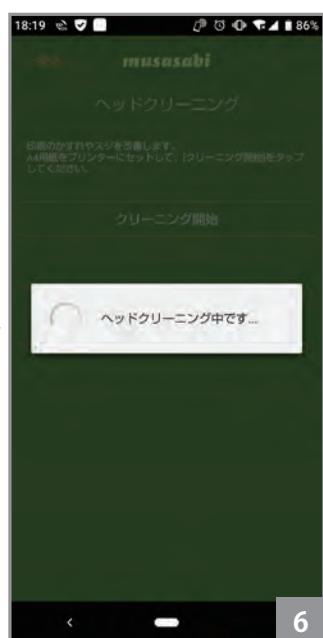 18:19 86%
musasabi
ヘッドクリーニング
印刷のかすれやスジを改善します。
A4用紙をプリンターにセットして、[クリーニング開始]をタップ
してください。
クリーニング開始
ヘッドクリーニング中です...
6